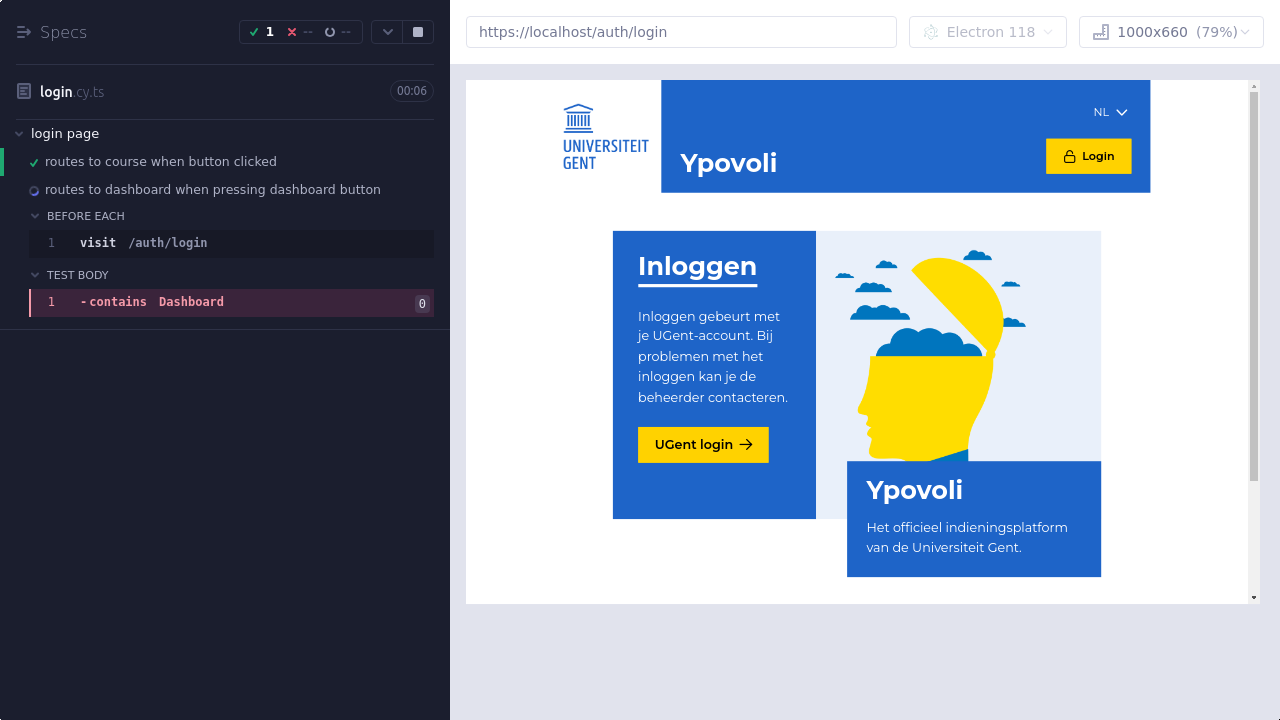 Specs
1
--
--
login.cy.ts
00:06
login page
routes to course when button clicked
routes to dashboard when pressing dashboard button
BEFORE EACH
1 visit /auth/login
TEST BODY
1 -contains Dashboard 0
https://localhost/auth/login
Electron 118
1000x660 (79%)
UNIVERSITEIT
GENT
NL
Ypovoli
Login
Inloggen
Inloggen gebeurt met
je UGent-account. Bij
problemen met het
inloggen kan je de
beheerder contacteren.
UGent login
Ypovoli
Het officieel indieningsplatform
van de Universiteit Gent.